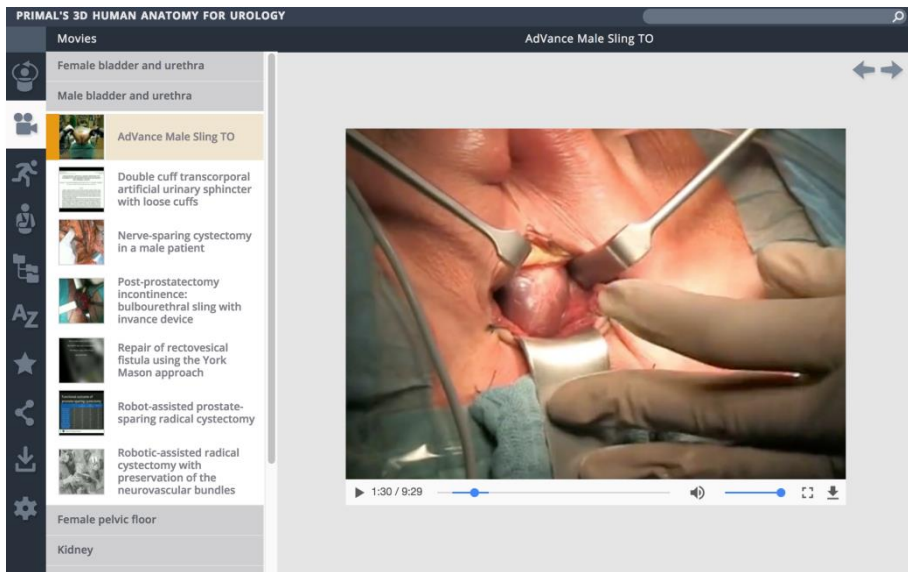 PRIMAL'S 3D HUMAN ANATOMY FOR UROLOGY
Movies
AdVance Male Sling TO
Female bladder and urethra
Male bladder and urethra
AdVance Male Sling TO
Double cuff transcorporal
artificial urinary sphincter
with loose cuffs
Nerve-sparing cystectomy
in a male patient
Post-prostatectomy
incontinence:
bulbourethral sling with
invance device
Repair of rectovesical
fistula using the York
Mason approach
Robot-assisted prostate-
sparing radical cystectomy
Robotic-assisted radical
cystectomy with
preservation of the
neurovascular bundles
Female pelvic floor
Kidney
AZ
1:30 / 9:29